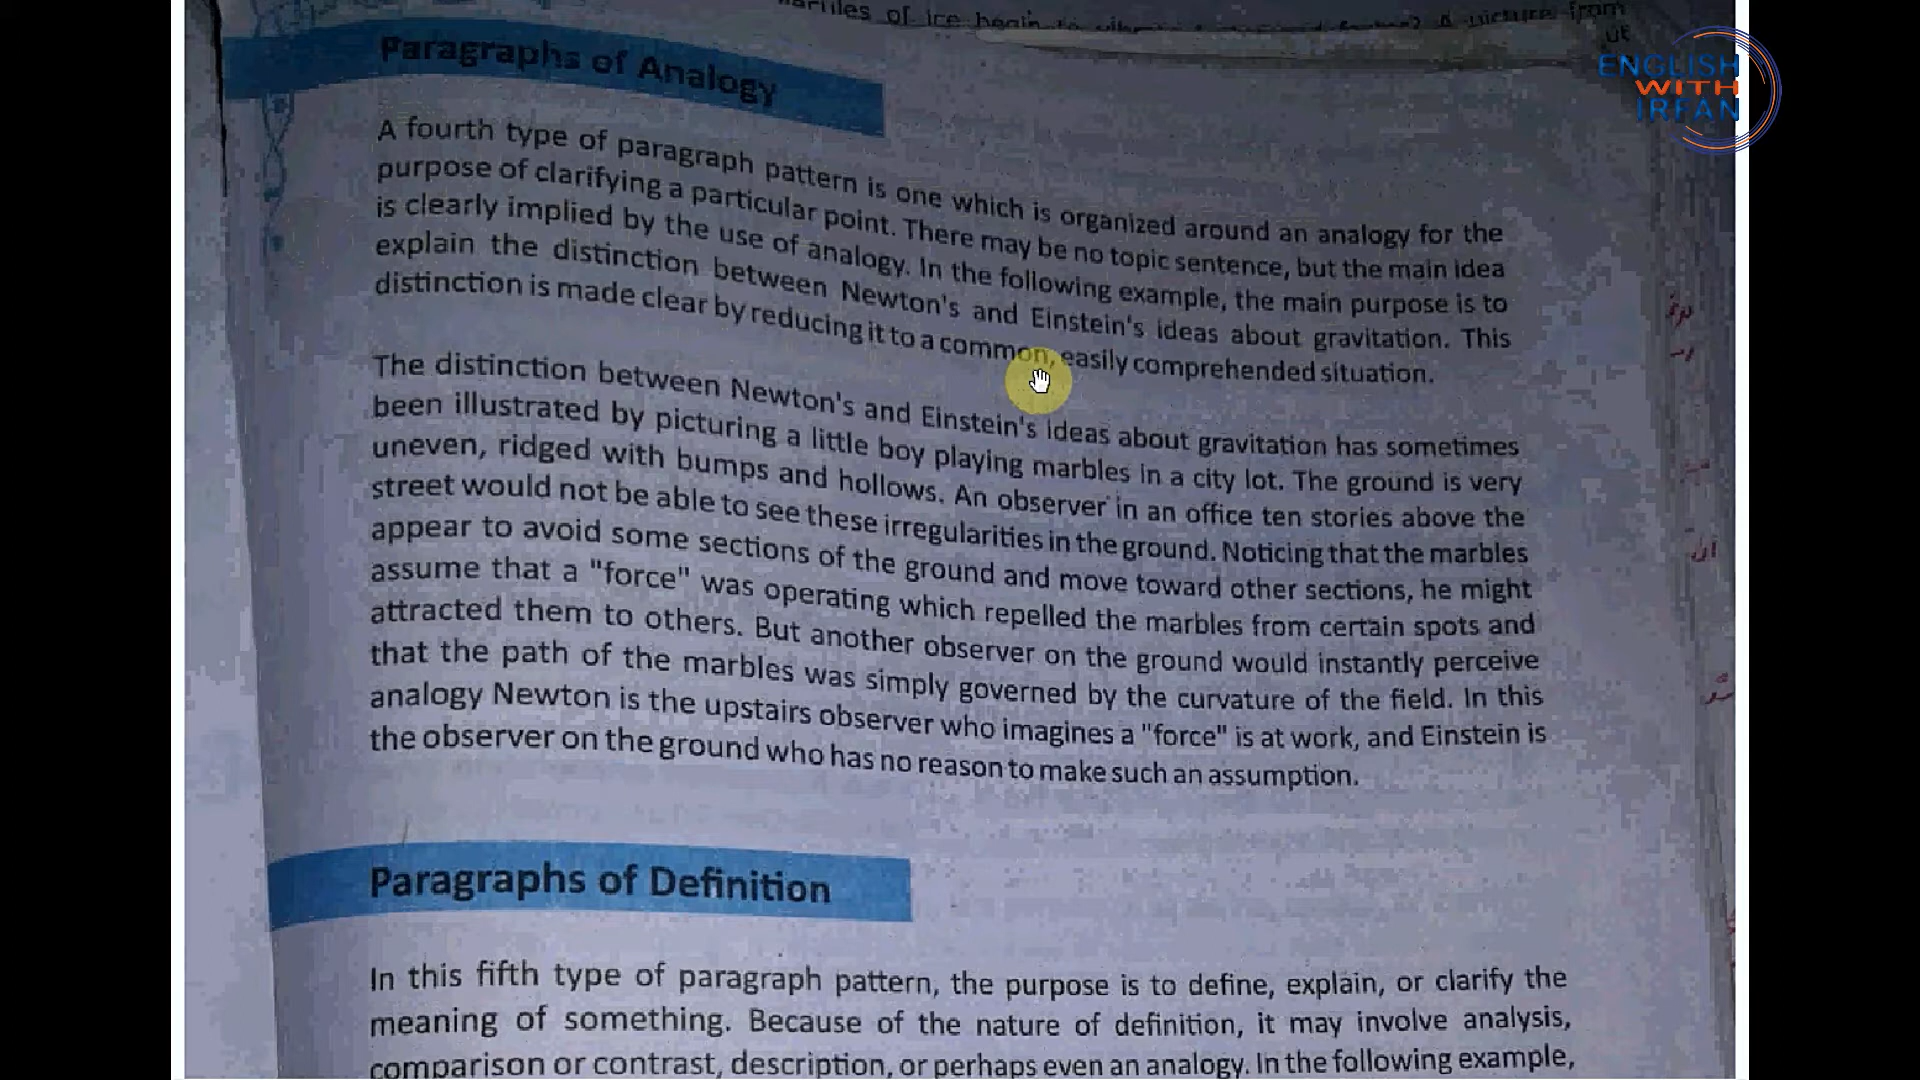 of ice
from
ut
ENGLISH
WITH
IRFAN
Paragraphs of Analogy
A fourth type of paragraph pattern is one which is organized around an analogy for the
purpose of clarifying a particular point. There may be no topic sentence, but the main idea
is clearly implied by the use of analogy. In the following example, the main purpose is to
explain the distinction between Newton's and Einstein's ideas about gravitation. This
distinction is made clear by reducing it to a common, easily comprehended situation.
The distinction between Newton's and Einstein's ideas about gravitation has sometimes
been illustrated by picturing a little boy playing marbles in a city lot. The ground is very
uneven, ridged with bumps and hollows. An observer in an office ten stories above the
street would not be able to see these irregularities in the ground. Noticing that the marbles
appear to avoid some sections of the ground and move toward other sections, he might
assume that a "force" was operating which repelled the marbles from certain spots and
attracted them to others. But another observer on the ground would instantly perceive
that the path of the marbles was simply governed by the curvature of the field. In this
analogy Newton is the upstairs observer who imagines a "force" is at work, and Einstein is
the observer on the ground who has no reason to make such an assumption.
Paragraphs of Definition
In this fifth type of paragraph pattern, the purpose is to define, explain, or clarify the
meaning of something. Because of the nature of definition, it may involve analysis,
comparison or contrast, description, or perhaps even an analogy. In the following example,